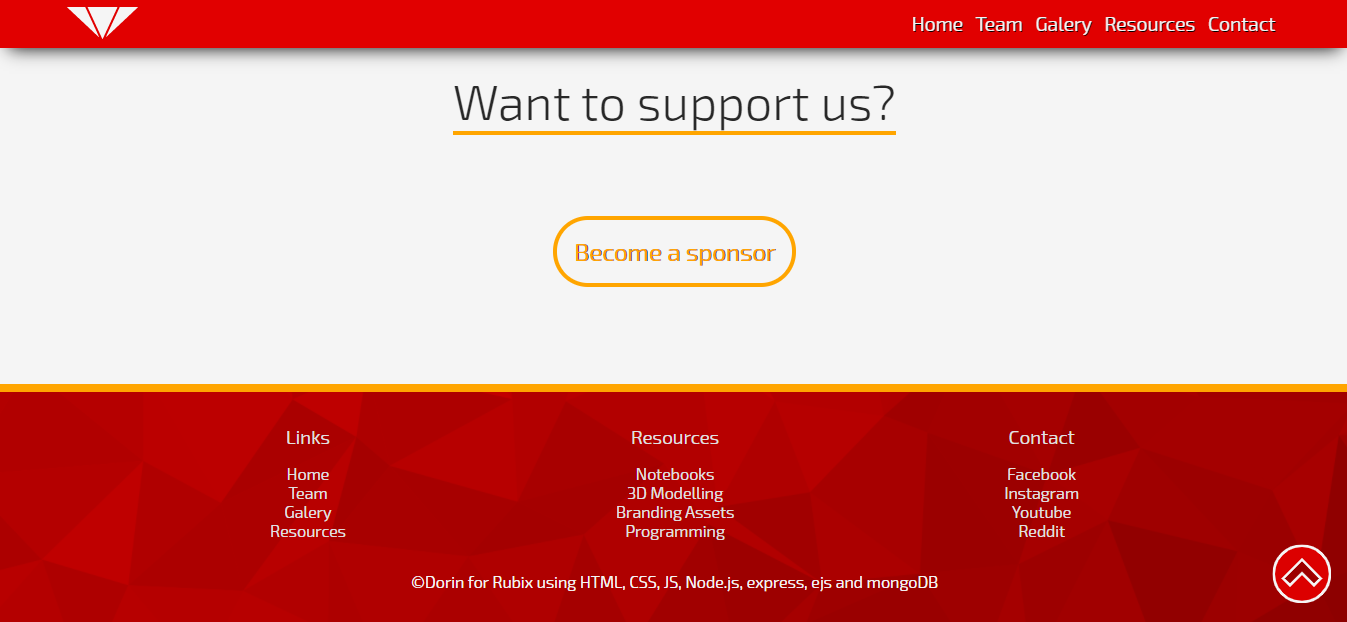 Home Team Galery Resources Contact
Want to support us?
Become a sponsor
Links
Home
Team
Galery
Resources
Resources
Notebooks
3D Modelling
Branding Assets
Programming
Contact
Facebook
Instagram
Youtube
Reddit
©Dorin for Rubix using HTML, CSS, JS, Node.js, express, ejs and mongoDB